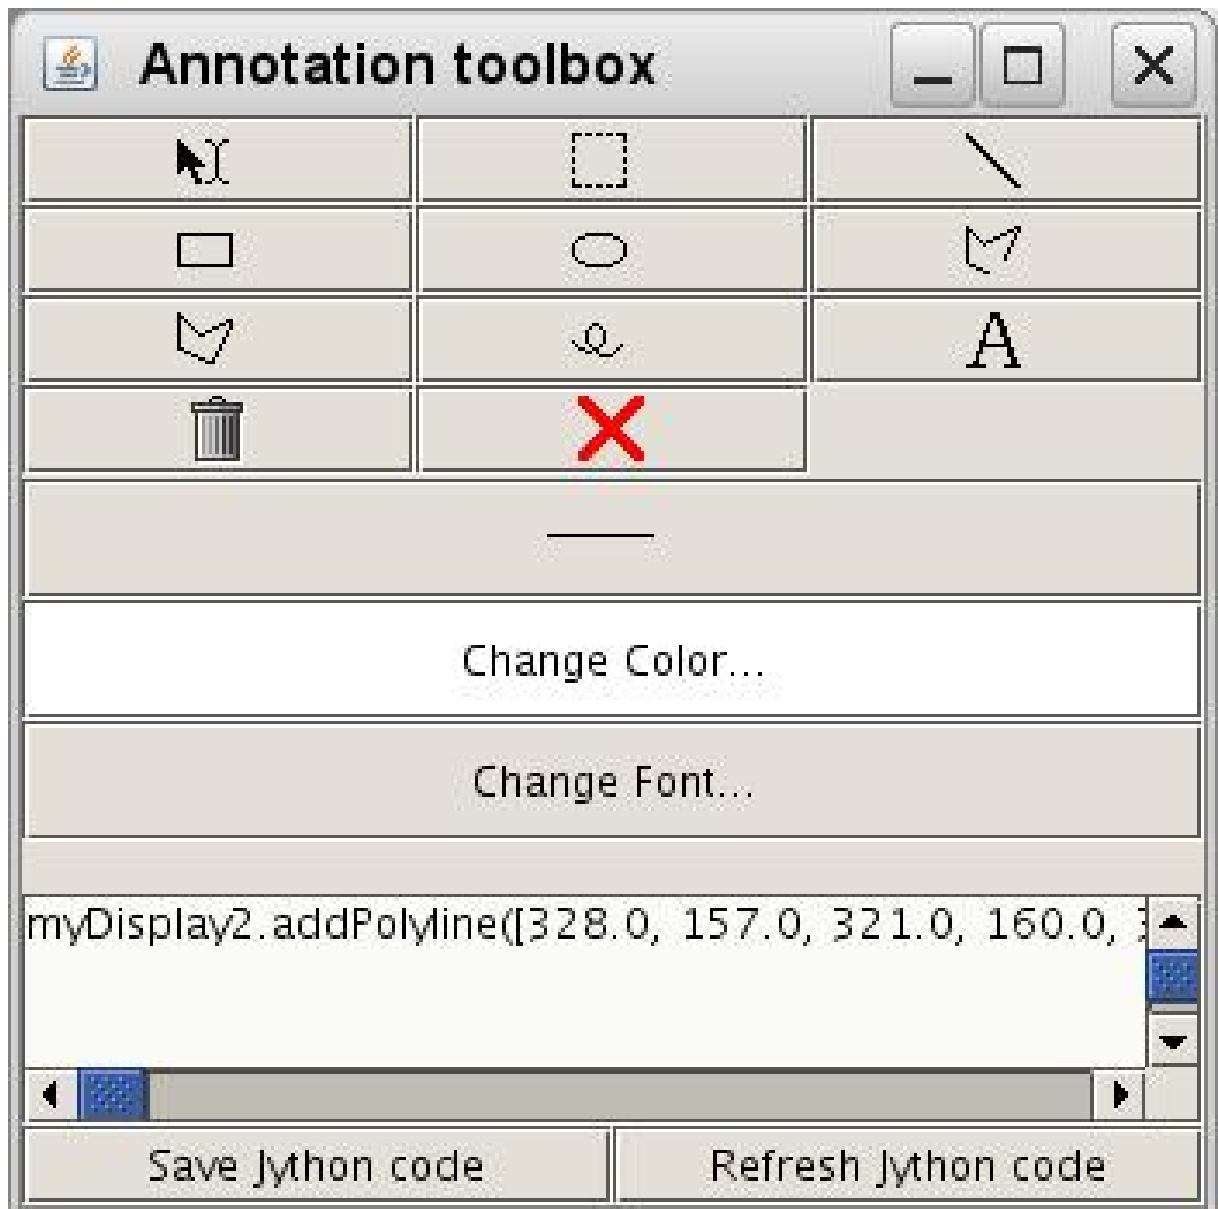 Annotation toolbox
A
Change Color...
Change Font...
myDisplay2.addPolyline([328.0, 157.0, 321.0, 160.0,
Save Jython code
Refresh Jython code